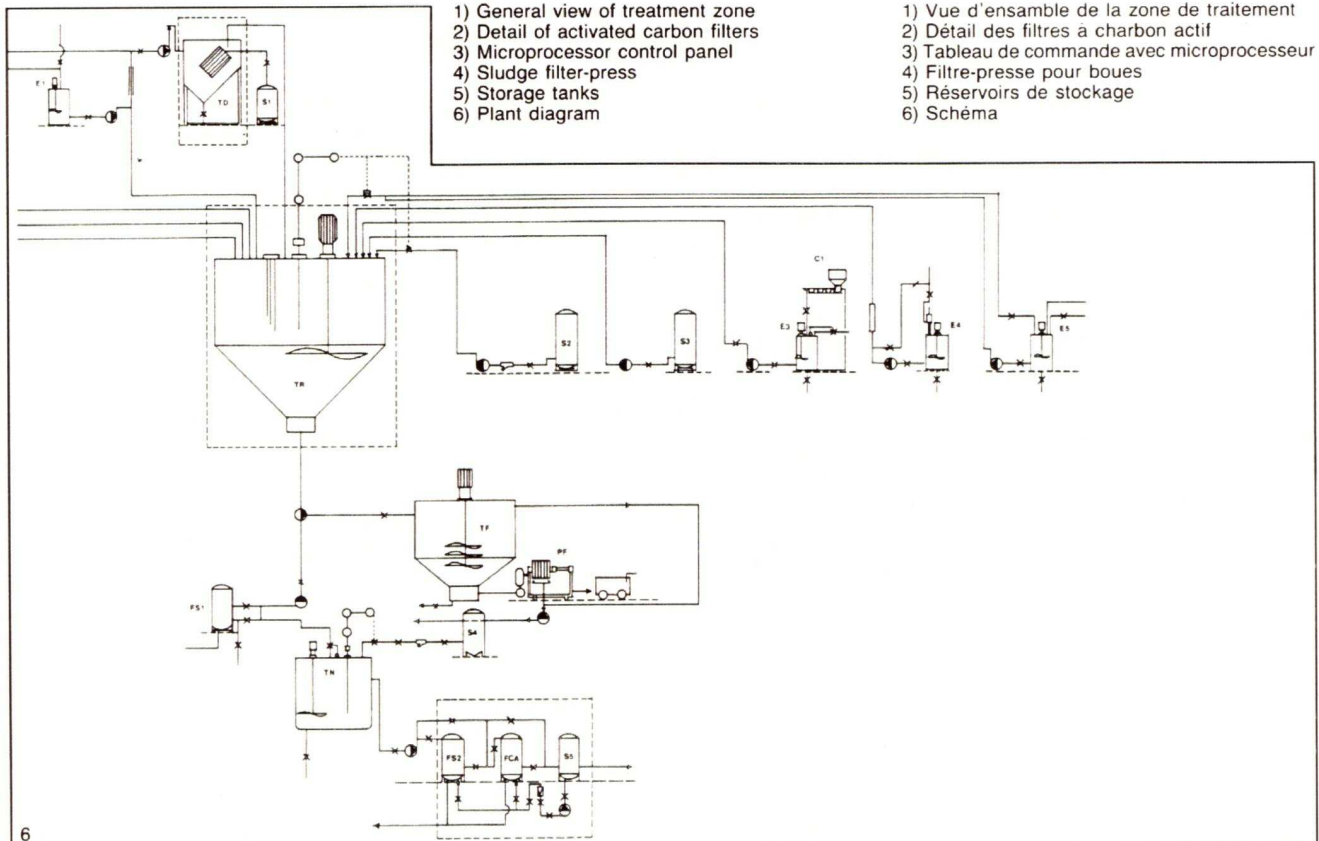 1) General view of treatment zone
2) Detail of activated carbon filters
3) Microprocessor control panel
4) Sludge filter-press
5) Storage tanks
6) Plant diagram
1) Vue d'ensemble de la zone de traitement
2) Détail des filtres à charbon actif
3) Tableau de commande avec microprocesseur
4) Filtre-presse pour boues
5) Réservoirs de stockage
6) Schéma
TD
S1
TR
S2
S3
C1
E3
E4
E5
TF
PF
FS1
S4
TN
FS2
FCA
S5
6